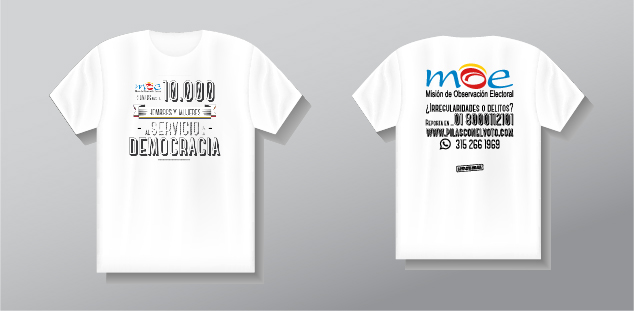 moe
10.000
HOMBRES Y MUJERES
AL SERVICIO
DEMOCRACIA
moe
Misión de Observación Electoral
¿IRREGULARIDADES O DELITOS?
REPORTA EN 01 8000112101
WWW.PILASCONELVOTO.COM
315 266 1969